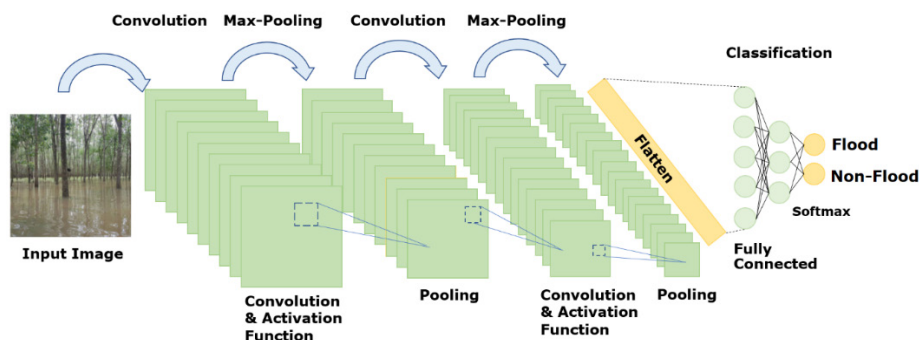 Convolution
Max-Pooling
Convolution
Max-Pooling
Classification
Input Image
Flatten
Flood
Non-Flood
Softmax
Fully
Connected
Convolution
& Activation
Function
Pooling
Convolution
& Activation
Function
Pooling